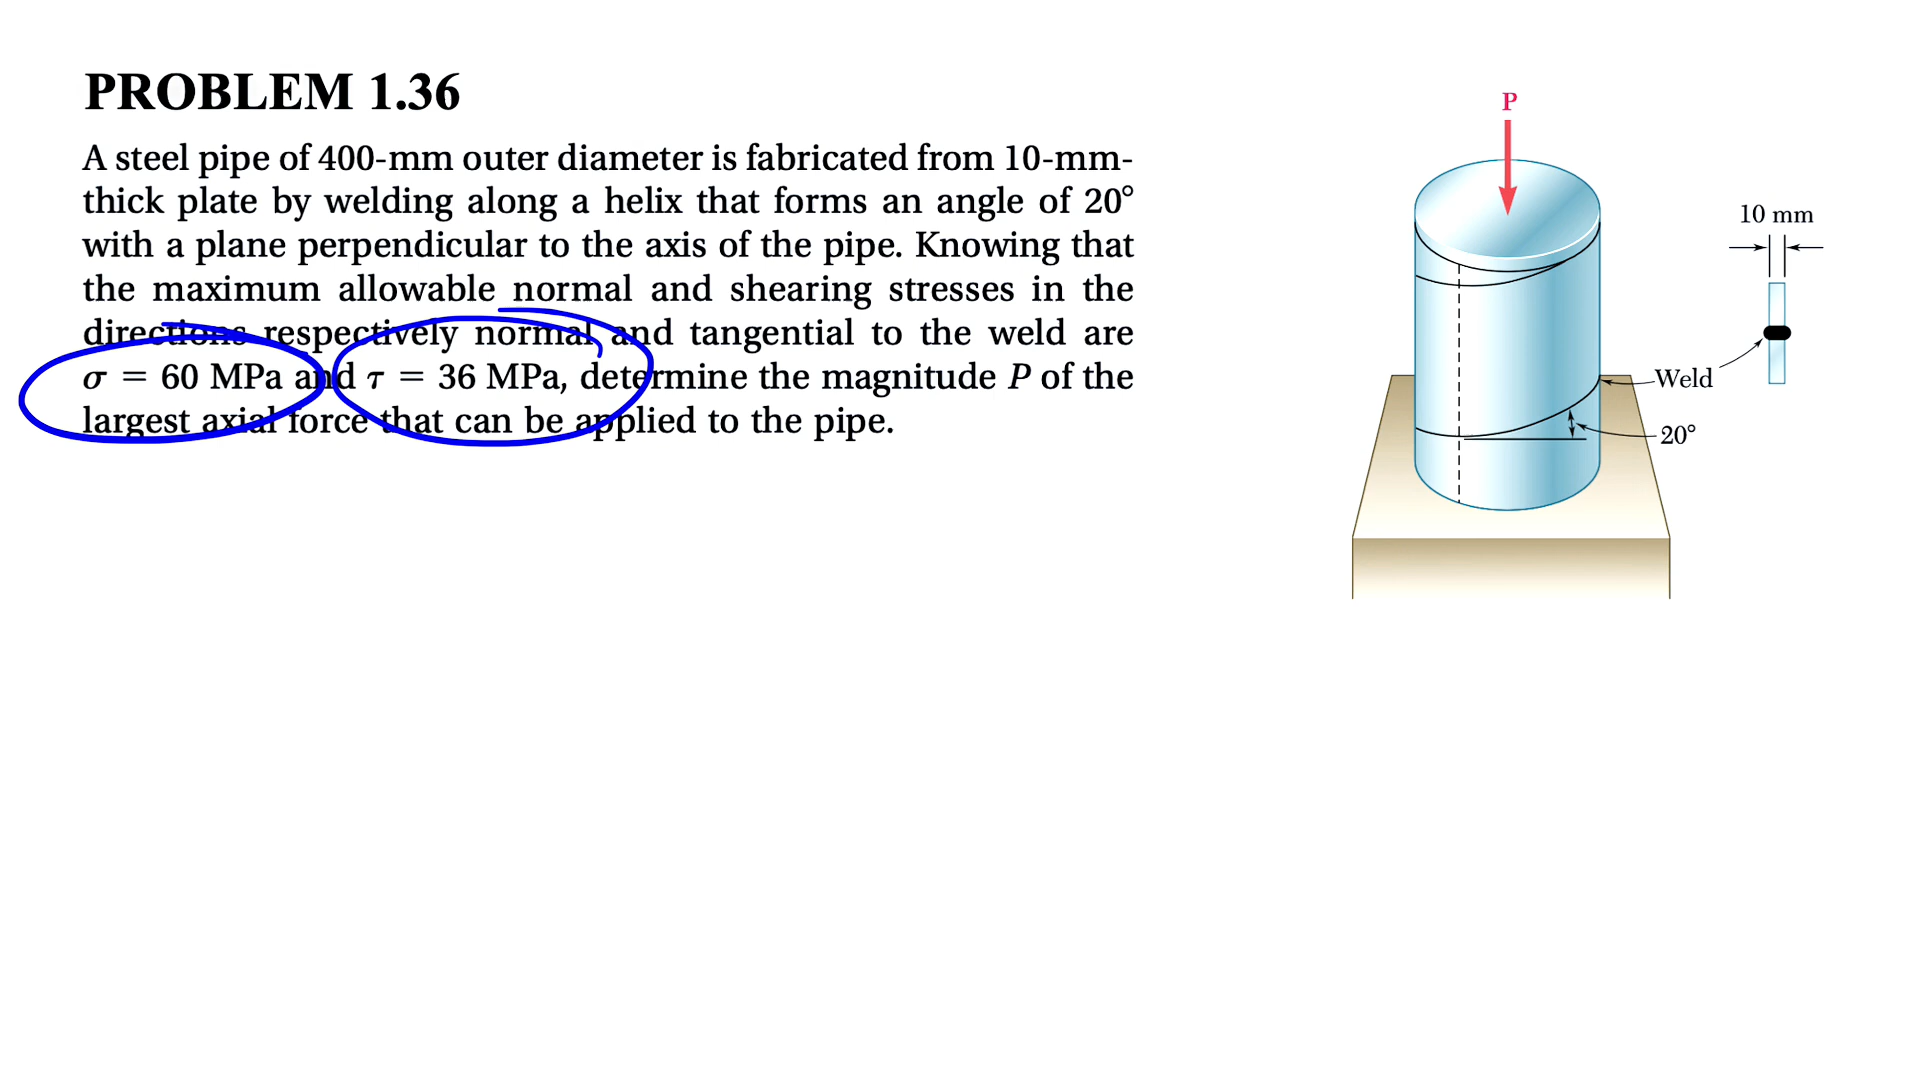 PROBLEM 1.36
A steel pipe of 400-mm outer diameter is fabricated from 10-mm-
thick plate by welding along a helix that forms an angle of 20°
with a plane perpendicular to the axis of the pipe. Knowing that
the maximum allowable normal and shearing stresses in the
directions respectively normal and tangential to the weld are
σ = 60 MPa and τ = 36 MPa, determine the magnitude P of the
largest axial force that can be applied to the pipe.
P
10 mm
Weld
20°